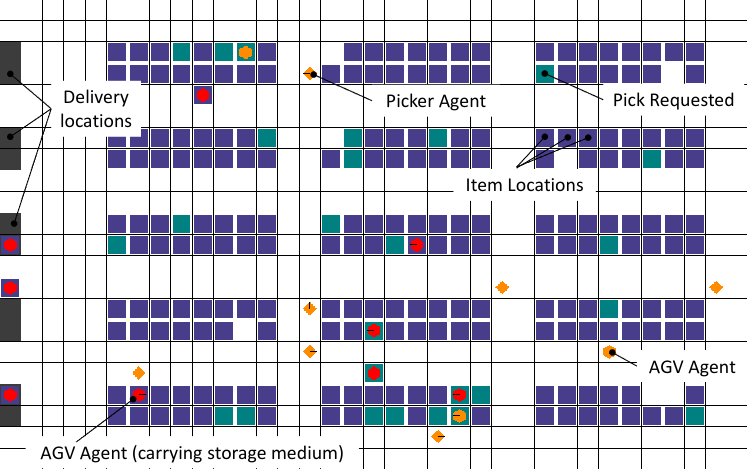 Delivery
locations
Picker Agent
Pick Requested
Item Locations
AGV Agent
AGV Agent (carrying storage medium)